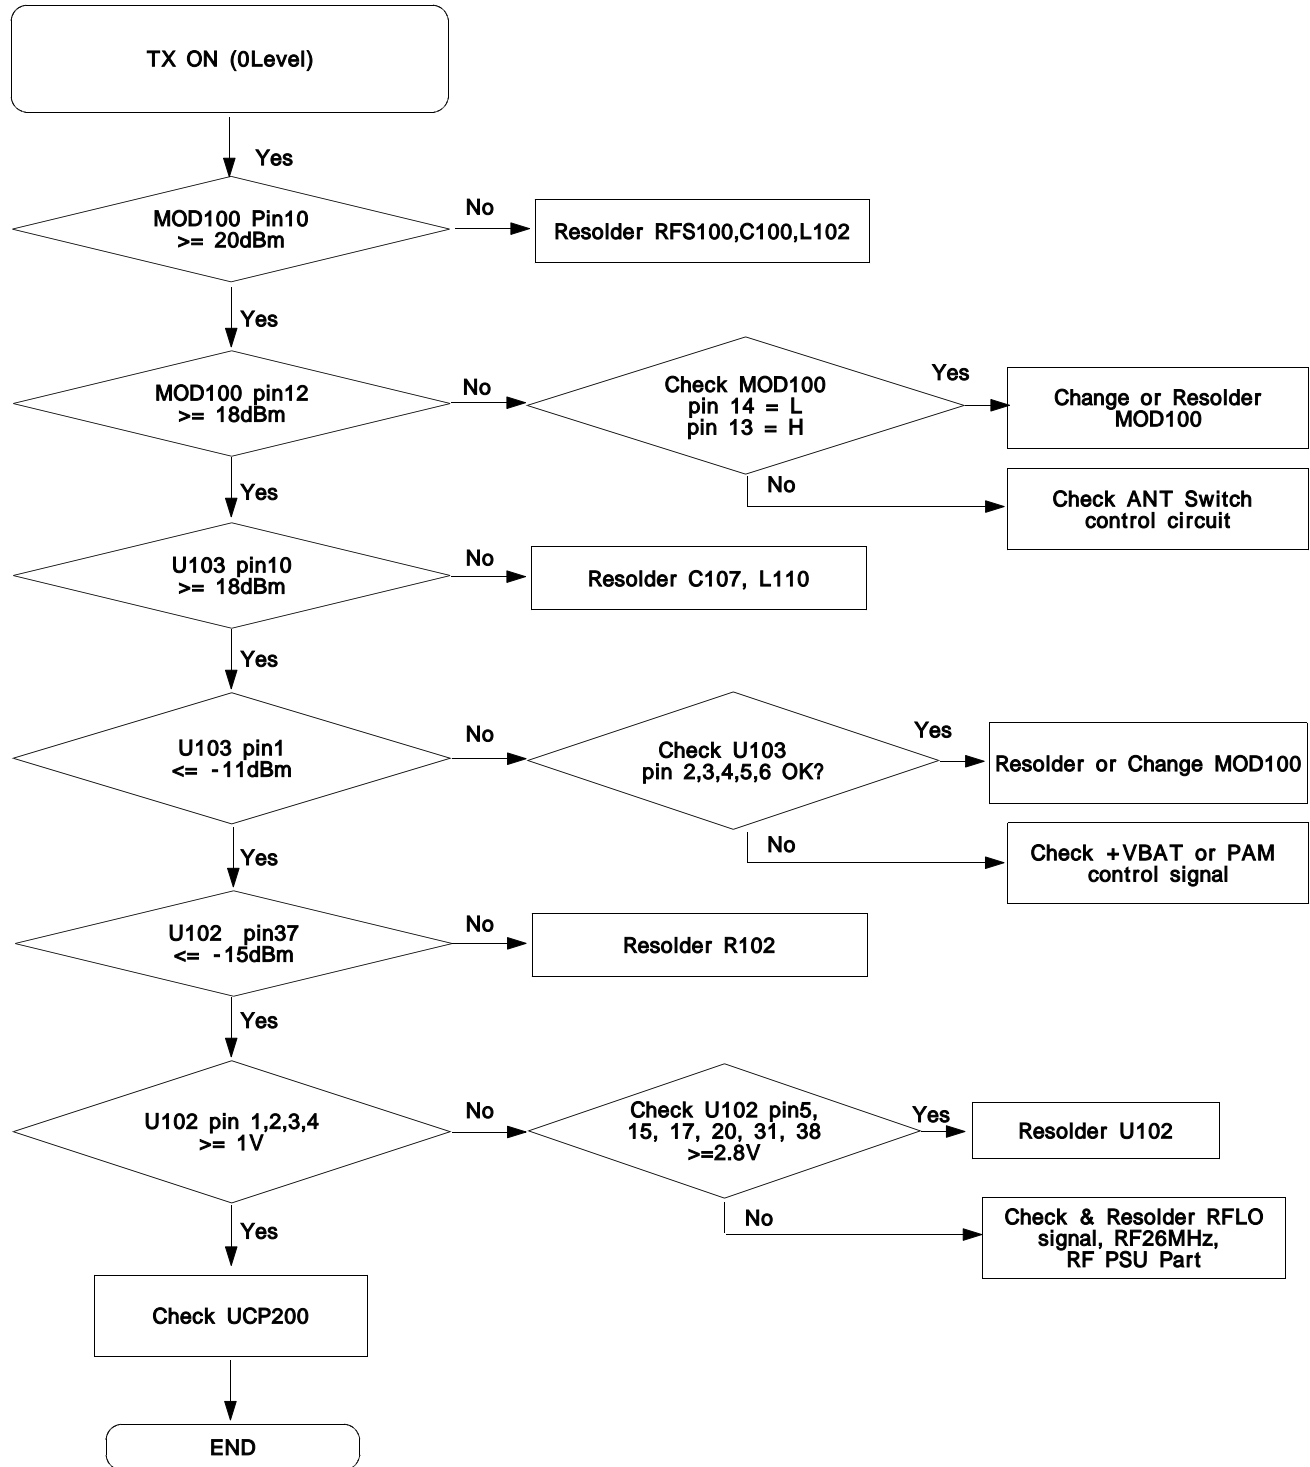 TX ON (0Level)
Yes
MOD100 Pin10
>= 20dBm
No
Resolder RFS100,C100,L102
Yes
MOD100 pin12
>= 18dBm
No
Check MOD100
pin 14 = L
pin 13 = H
Yes
Change or Resolder
MOD100
No
Check ANT Switch
control circuit
Yes
U103 pin10
>= 18dBm
No
Resolder C107, L110
Yes
U103 pin1
<= -11dBm
No
Check U103
pin 2,3,4,5,6 OK?
Yes
Resolder or Change MOD100
No
Check +VBAT or PAM
control signal
Yes
U102 pin37
<= -15dBm
No
Resolder R102
Yes
U102 pin 1,2,3,4
>= 1V
No
Check U102 pin5,
15, 17, 20, 31, 38
>=2.8V
Yes
Resolder U102
No
Check & Resolder RFLO
signal, RF26MHz,
RF PSU Part
Yes
Check UCP200
END